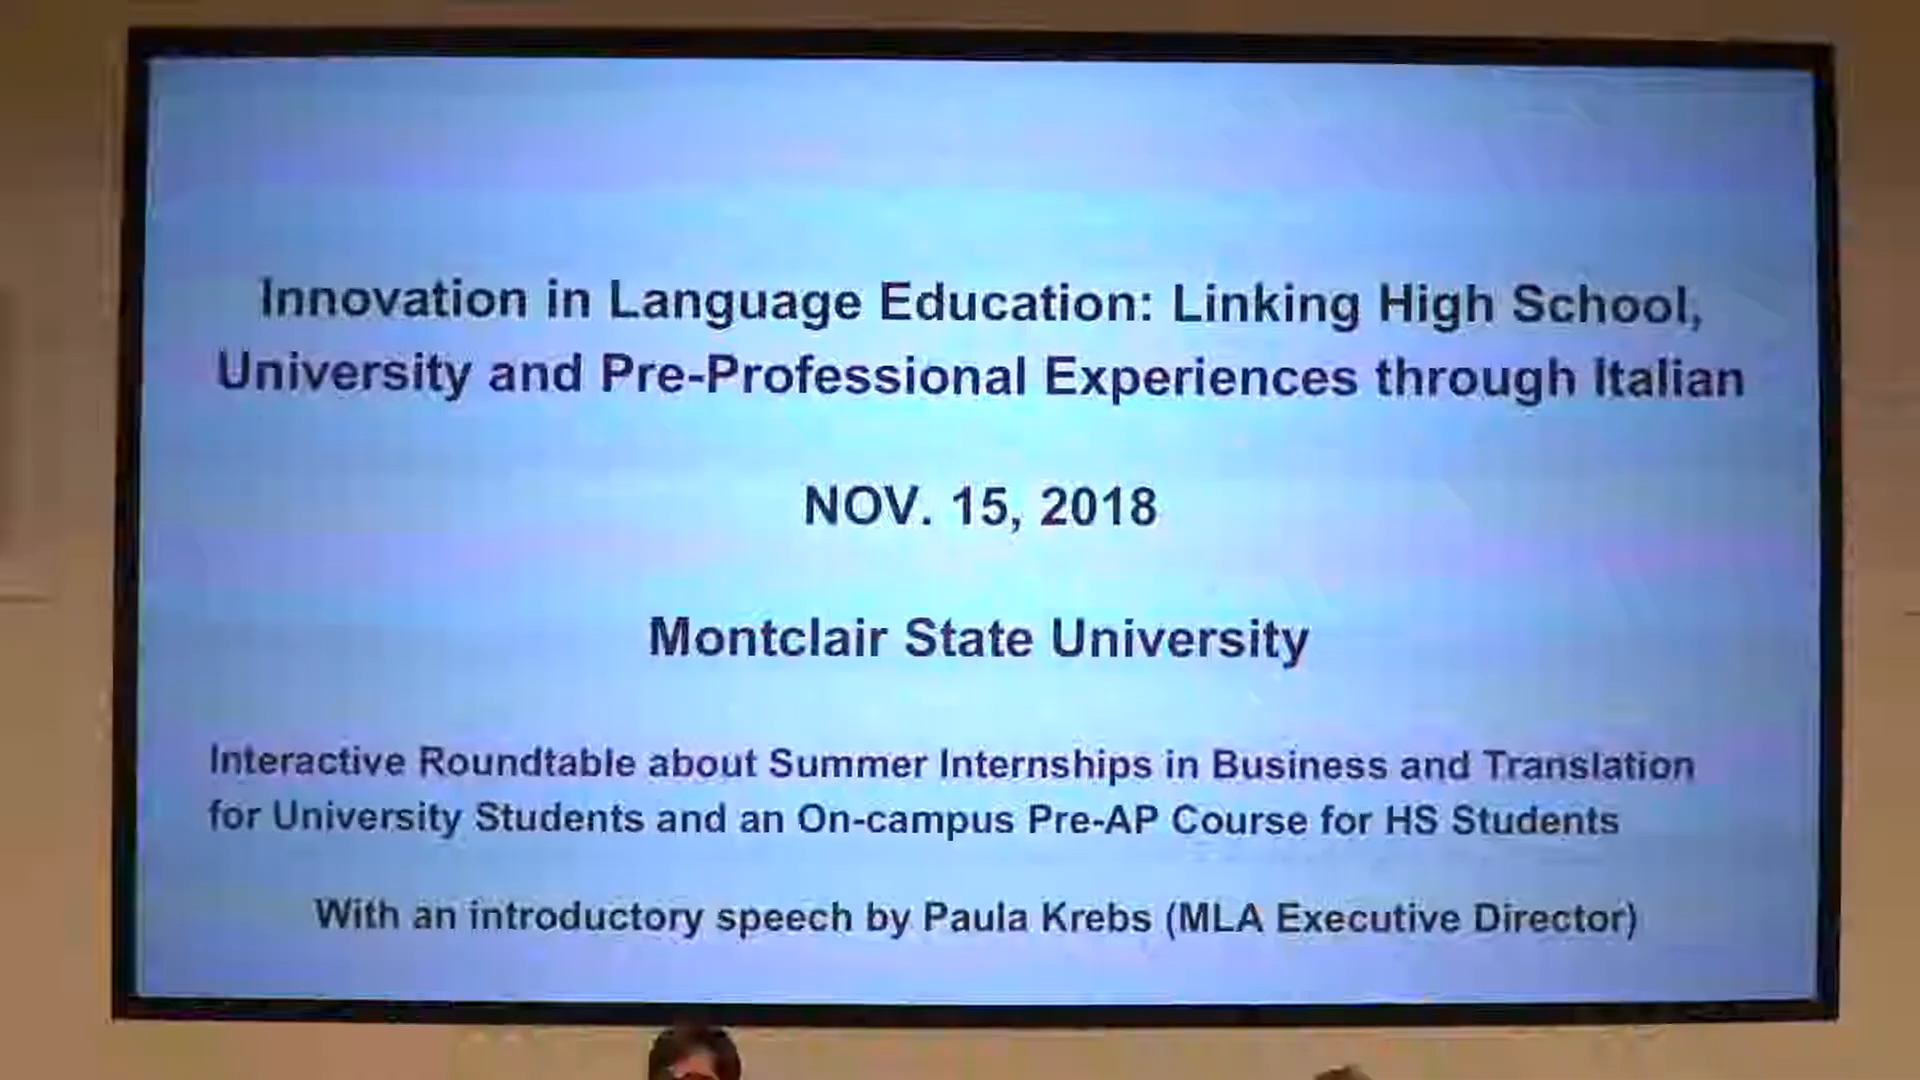 Innovation in Language Education: Linking High School,
University and Pre-Professional Experiences through Italian
NOV. 15, 2018
Montclair State University
Interactive Roundtable about Summer Internships in Business and Translation
for University Students and an On-campus Pre-AP Course for HS Students
With an introductory speech by Paula Krebs (MLA Executive Director)